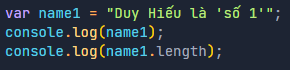 var name1 = "Duy Hiếu là 'số 1'";
console.log(name1);
console.log(name1.length);